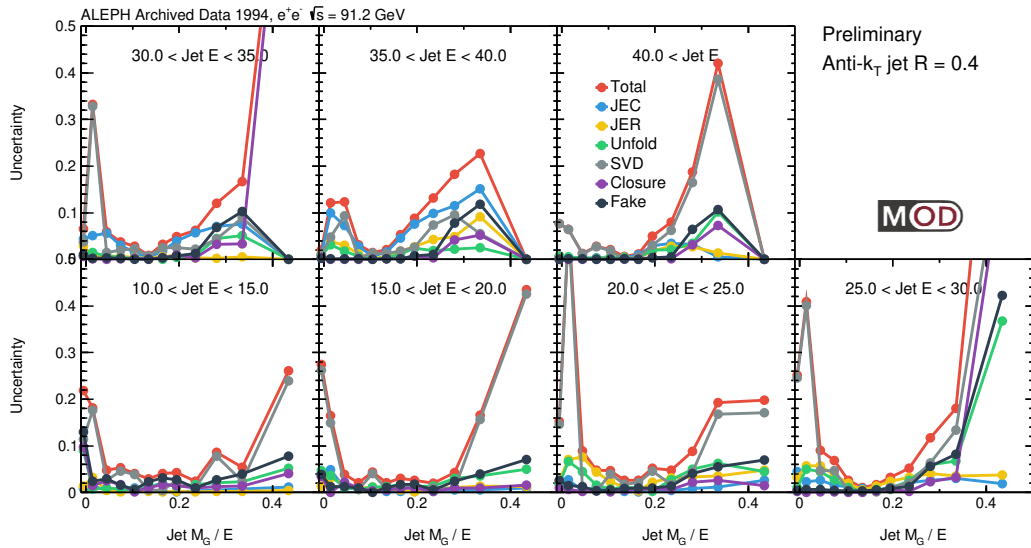 ALEPH Archived Data 1994, e⁺e⁻ √s = 91.2 GeV
30.0 < Jet E < 35.0
35.0 < Jet E < 40.0
40.0 < Jet E
Preliminary
Anti-k_T jet R = 0.4
Total
JEC
JER
Unfold
SVD
Closure
Fake
MOD
Uncertainty
0.5
0.4
0.3
0.2
0.1
0
10.0 < Jet E < 15.0
15.0 < Jet E < 20.0
20.0 < Jet E < 25.0
25.0 < Jet E < 30.0
Uncertainty
0.4
0.3
0.2
0.1
0
0 0.2 0.4
0 0.2 0.4
0 0.2 0.4
0 0.2 0.4
Jet M_G / E
Jet M_G / E
Jet M_G / E
Jet M_G / E